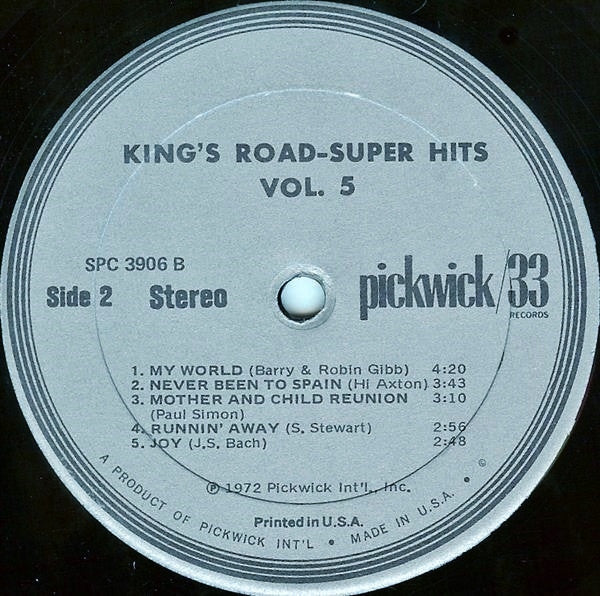 KING'S ROAD-SUPER HITS
VOL. 5
SPC 3906 B
Side 2 Stereo
pickwick/33
RECORDS
1. MY WORLD (Barry & Robin Gibb) 4:20
2. NEVER BEEN TO SPAIN (Hi Axton) 3:43
3. MOTHER AND CHILD REUNION 3:10
(Paul Simon)
4. RUNNIN' AWAY (S. Stewart) 2:56
5. JOY (J.S. Bach) 2:48
Ⓟ 1972 Pickwick Int'l., Inc.
Printed in U.S.A.
A PRODUCT OF PICKWICK INT'L • MADE IN U.S.A. • ©